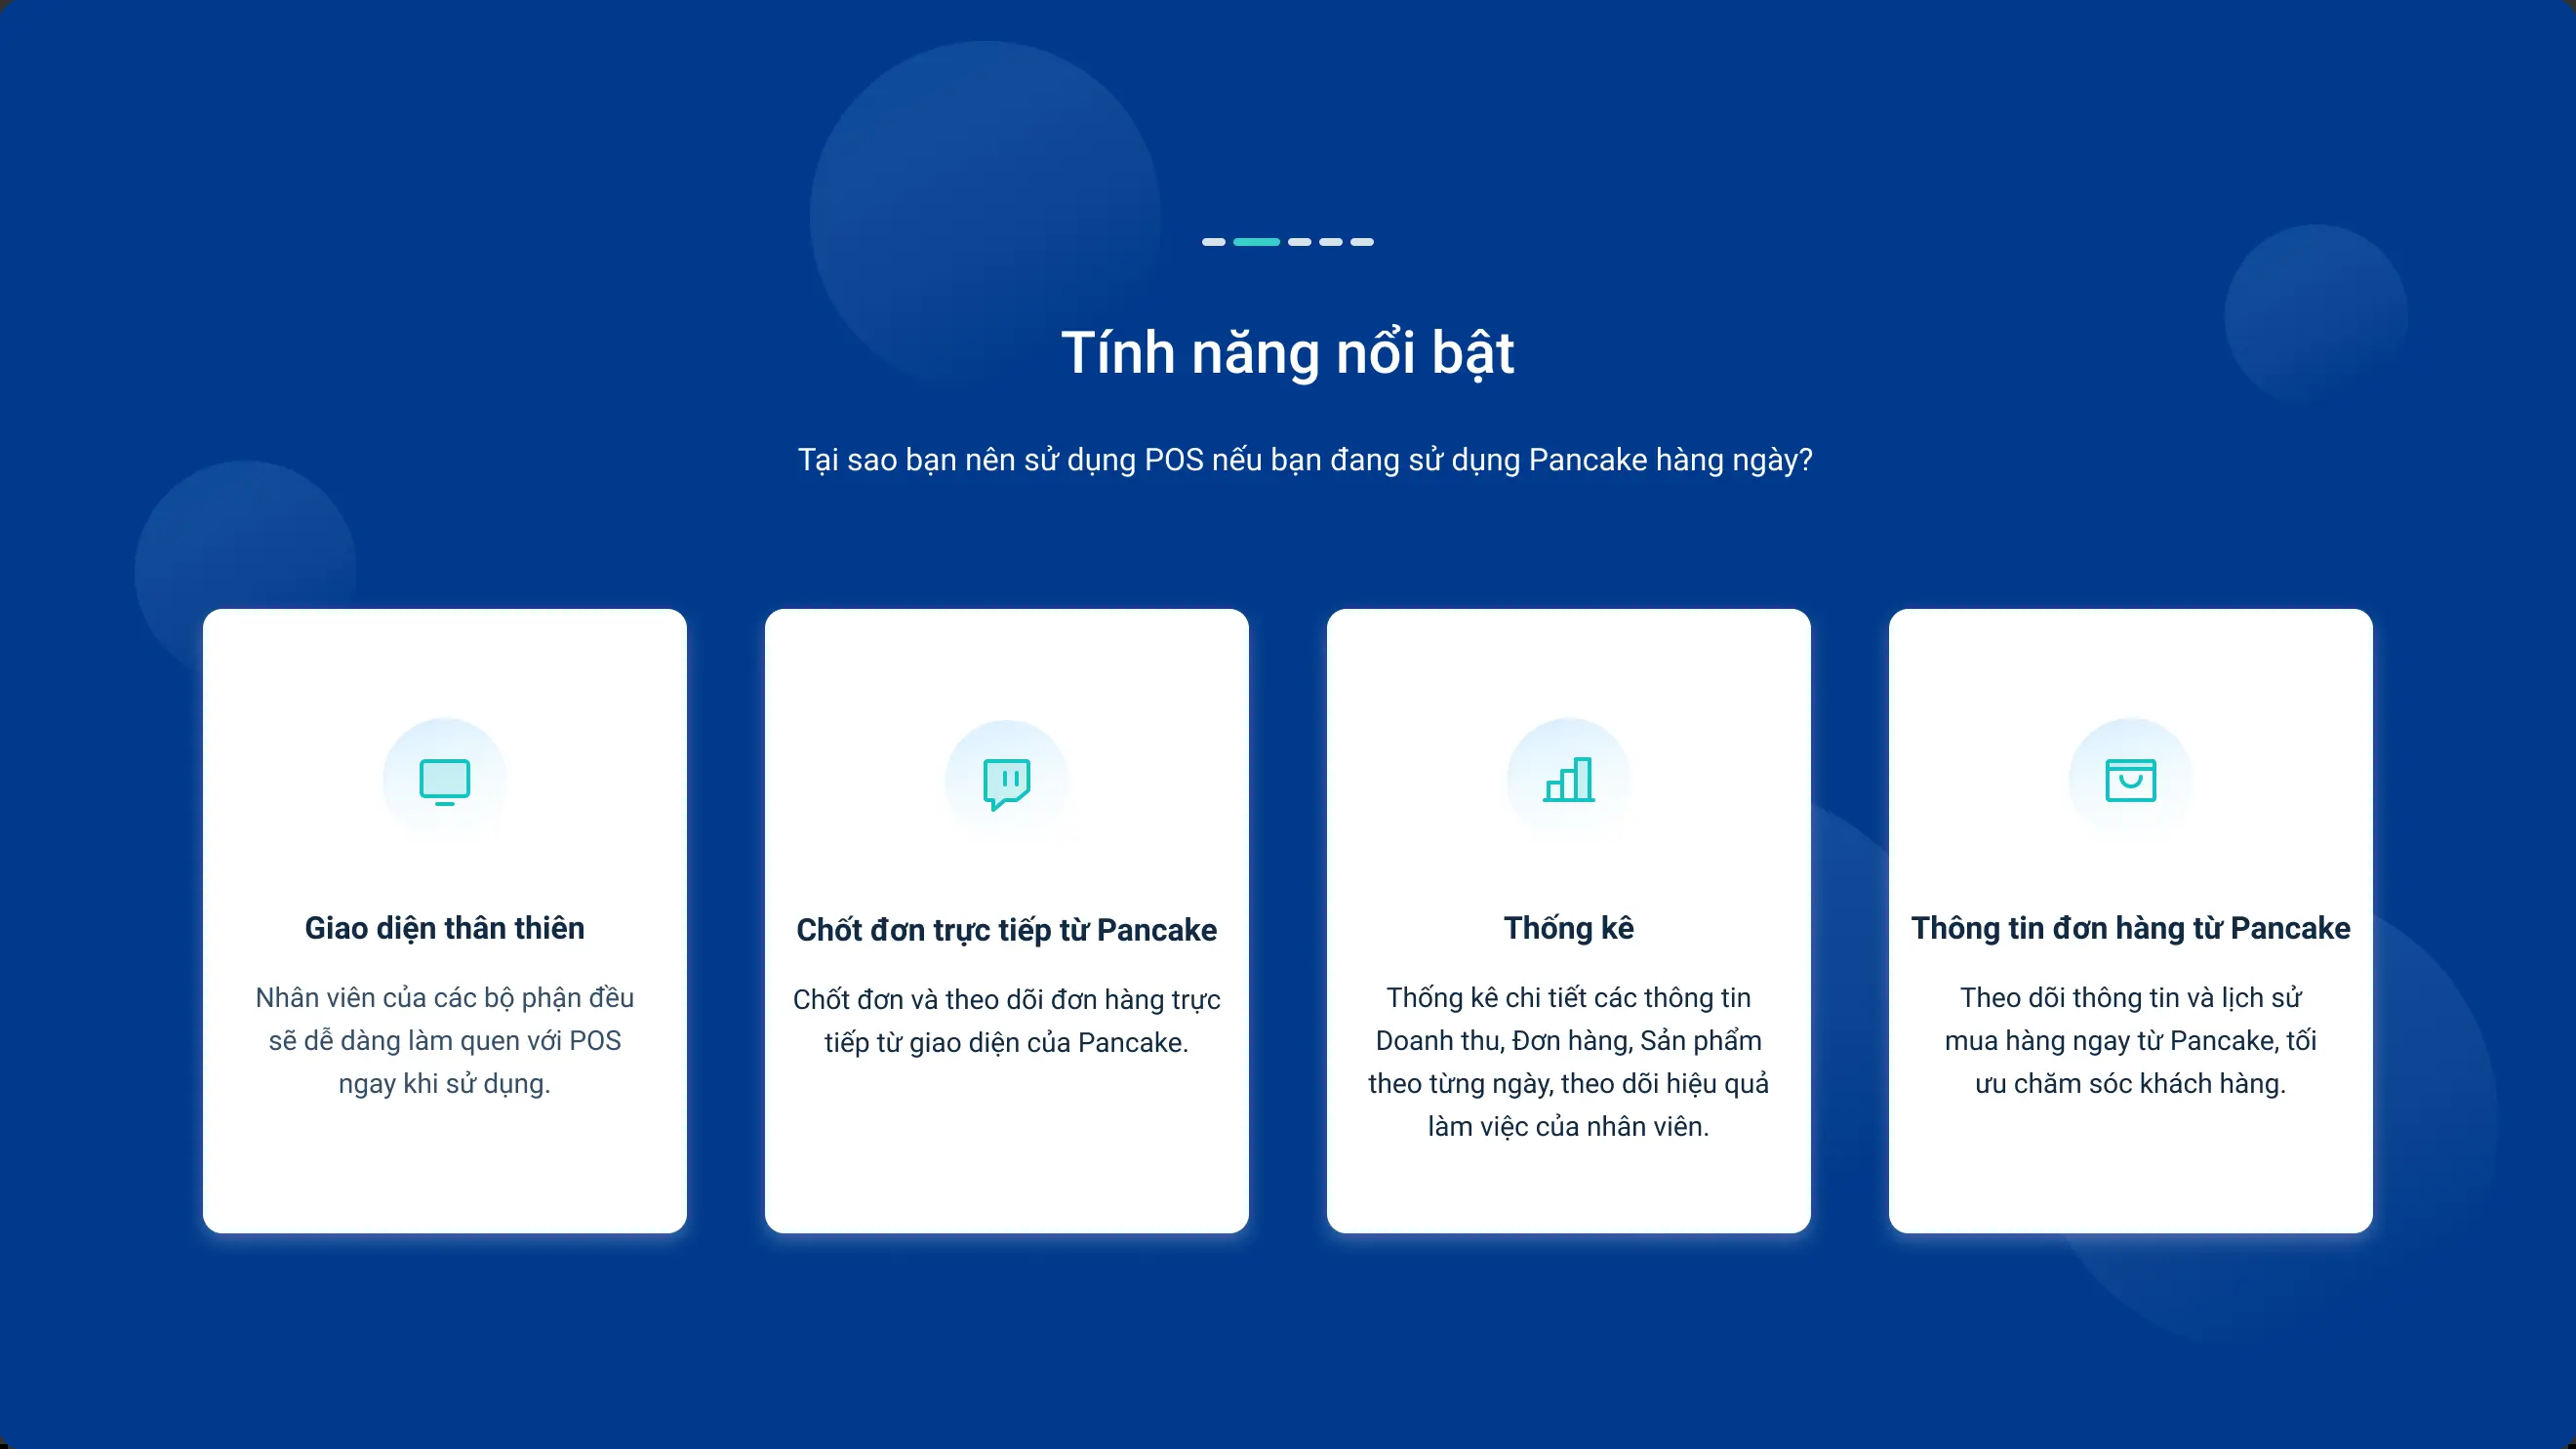 Tính năng nổi bật
Tại sao bạn nên sử dụng POS nếu bạn đang sử dụng Pancake hàng ngày?
Giao diện thân thiên
Nhân viên của các bộ phận đều
sẽ dễ dàng làm quen với POS
ngay khi sử dụng.
Chốt đơn trực tiếp từ Pancake
Chốt đơn và theo dõi đơn hàng trực
tiếp từ giao diện của Pancake.
Thống kê
Thống kê chi tiết các thông tin
Doanh thu, Đơn hàng, Sản phẩm
theo từng ngày, theo dõi hiệu quả
làm việc của nhân viên.
Thông tin đơn hàng từ Pancake
Theo dõi thông tin và lịch sử
mua hàng ngay từ Pancake, tối
ưu chăm sóc khách hàng.